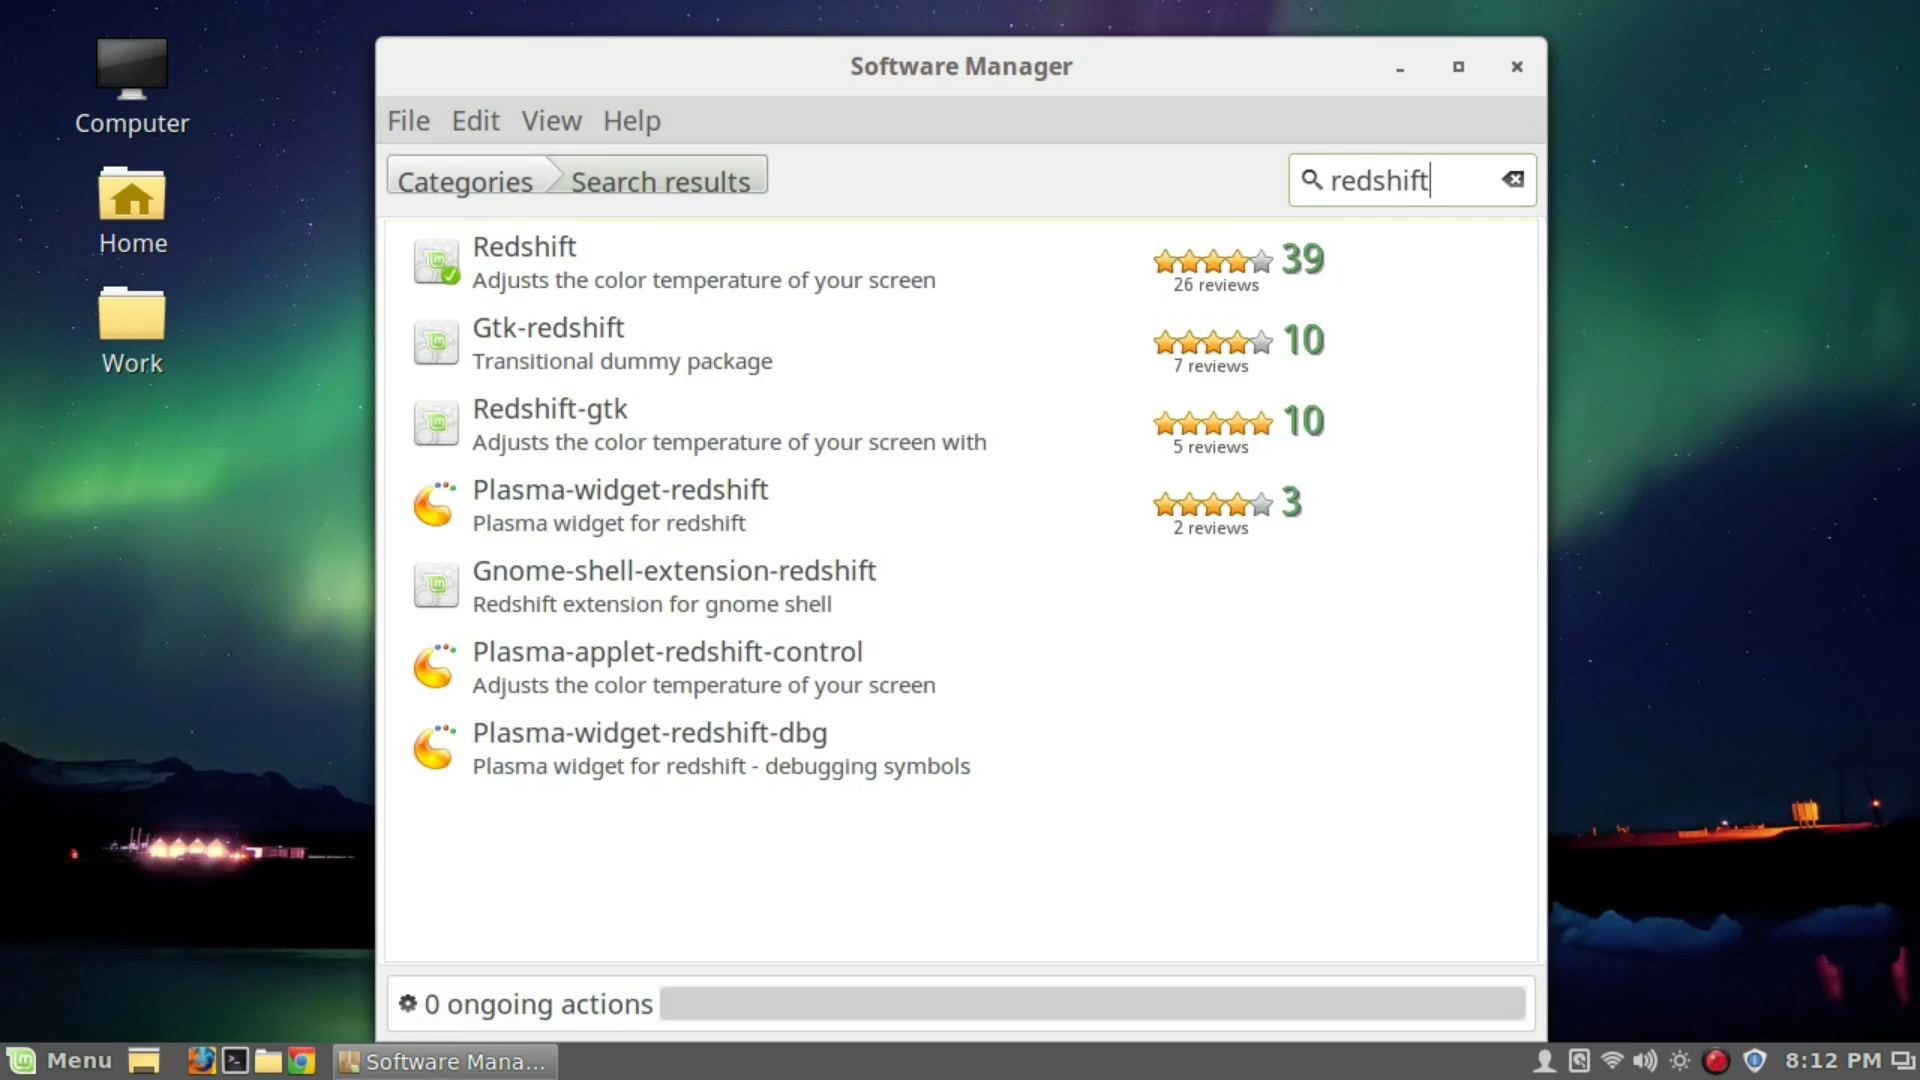 Computer
Home
Work
Software Manager
File Edit View Help
Categories Search results
redshift
Redshift
Adjusts the color temperature of your screen
39
26 reviews
Gtk-redshift
Transitional dummy package
10
7 reviews
Redshift-gtk
Adjusts the color temperature of your screen with
10
5 reviews
Plasma-widget-redshift
Plasma widget for redshift
3
2 reviews
Gnome-shell-extension-redshift
Redshift extension for gnome shell
Plasma-applet-redshift-control
Adjusts the color temperature of your screen
Plasma-widget-redshift-dbg
Plasma widget for redshift - debugging symbols
0 ongoing actions
Menu
Software Mana...
8:12 PM